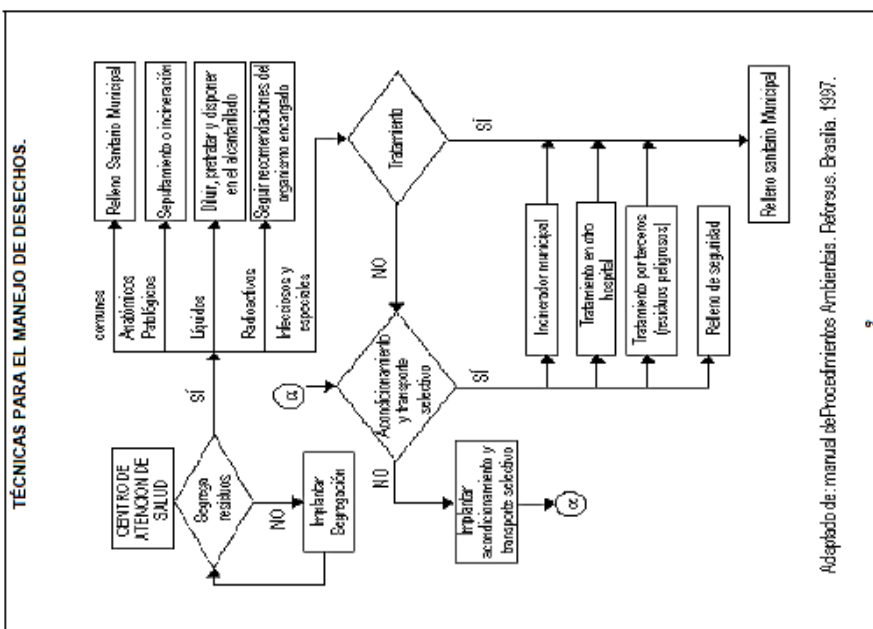 TÉCNICAS PARA EL MANEJO DE DESECHOS.
CENTRO DE
ATENCION DE
SALUD
Segrega
residuos
SÍ
NO
Implantar
Segregación
comunes
Relleno Sanitario Municipal
Anatómicos
Patológicos
Sepultamiento o incineración
Líquidos
Diluir, pretratar y disponer
en el alcantarillado
Radioactivos
Seguir recomendaciones del
organismo encargado
Infecciosos y
especiales
Tratamiento
NO
SÍ
α
Acondicionamiento
y transporte
selectivo
NO
SÍ
Implantar
acondicionamiento y
transporte selectivo
α
Incinerador municipal
Tratamiento en otro
hospital
Tratamiento por terceros
(residuos peligrosos)
Relleno de seguridad
Relleno sanitario Municipal
Adaptado de: manual de Procedimientos Ambientais. Reforsus. Brasilia. 1997.